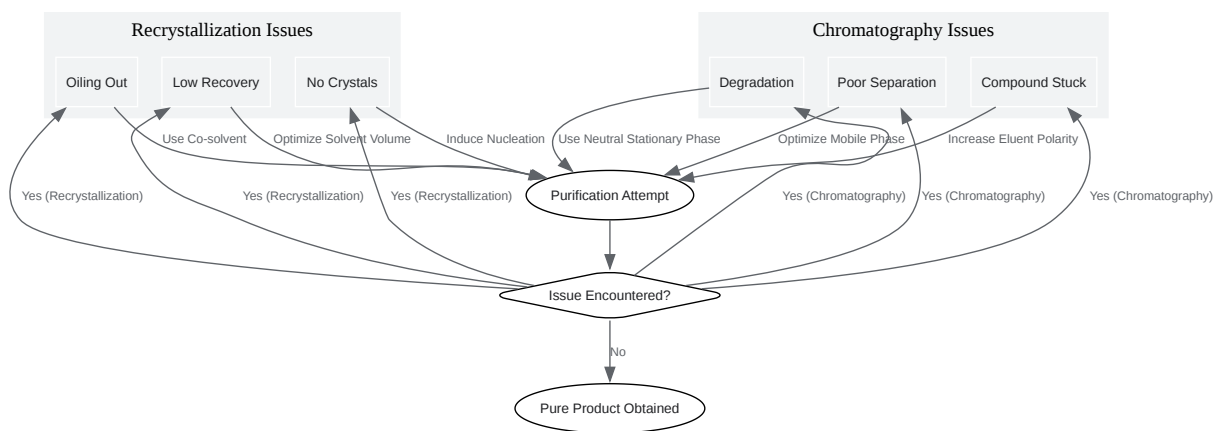 Recrystallization Issues
Chromatography Issues
Oiling Out
Low Recovery
No Crystals
Degradation
Poor Separation
Compound Stuck
Use Co-solvent
Optimize Solvent Volume
Induce Nucleation
Use Neutral Stationary Phase
Optimize Mobile Phase
Increase Eluent Polarity
Yes (Recrystallization)
Yes (Recrystallization)
Yes (Recrystallization)
Purification Attempt
Yes (Chromatography)
Yes (Chromatography)
Yes (Chromatography)
Issue Encountered?
No
Pure Product Obtained